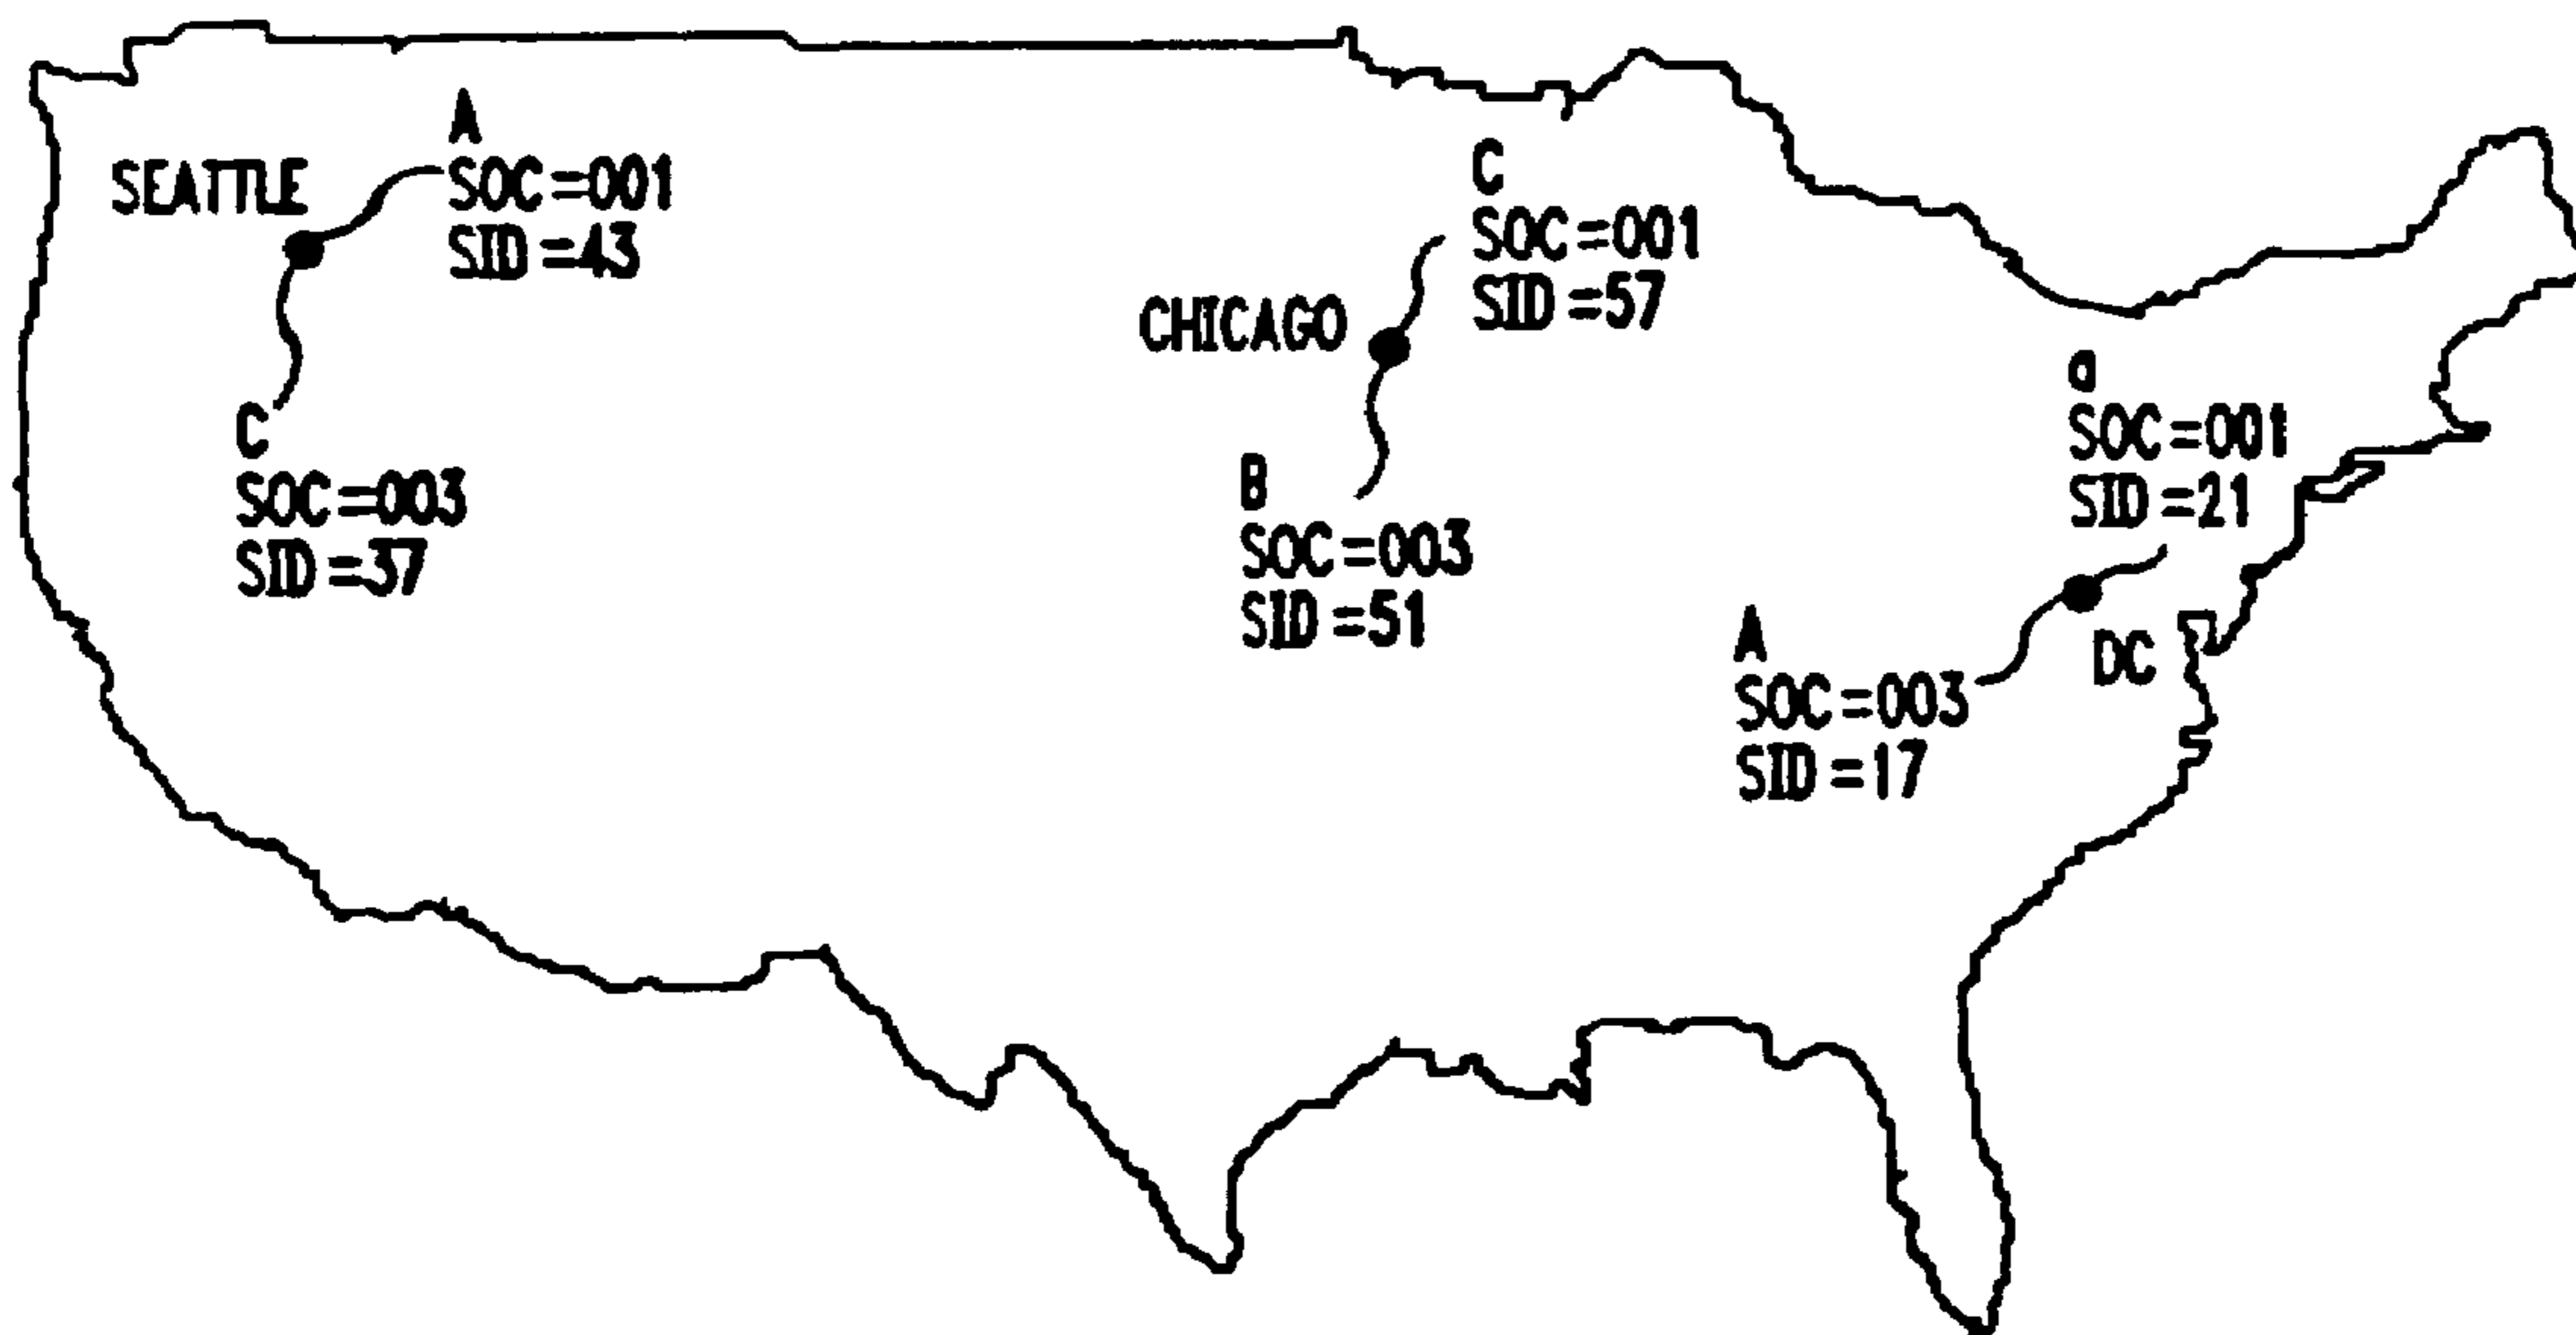 A
SEATTLE
SOC=001
SID=43
C
SOC=003
SID=37
C
SOC=001
SID=57
CHICAGO
B
SOC=003
SID=51
a
SOC=001
SID=21
A
SOC=003
SID=17
DC